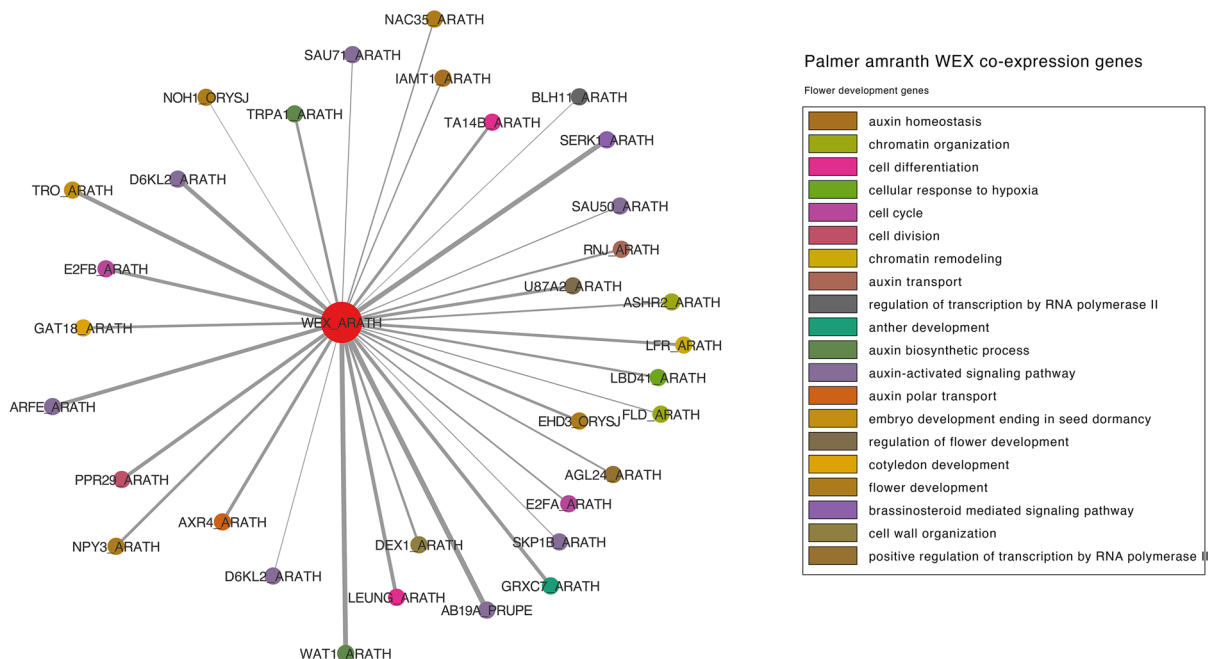 NAC35_ARATH
SAU71_ARATH
IAMT1_ARATH
NOH1_ORYSJ
BLH11_ARATH
TRPA1_ARATH
TA14B_ARATH
SERK1_ARATH
D6KL2_ARATH
TRO_ARATH
SAU50_ARATH
RNJ_ARATH
E2FB_ARATH
U87A2_ARATH
ASHR2_ARATH
WEX_ARATH
GAT18_ARATH
LFR_ARATH
LBD41_ARATH
ARFE_ARATH
FLD_ARATH
EHD3_ORYSJ
AGL24_ARATH
PPR29_ARATH
E2FA_ARATH
AXR4_ARATH
SKP1B_ARATH
NPY3_ARATH
DEX1_ARATH
D6KL2_ARATH
GRXC7_ARATH
LEUNG_ARATH
AB19A_PRUPE
WAT1_ARATH
Palmer amranth WEX co-expression genes
Flower development genes
auxin homeostasis
chromatin organization
cell differentiation
cellular response to hypoxia
cell cycle
cell division
chromatin remodeling
auxin transport
regulation of transcription by RNA polymerase II
anther development
auxin biosynthetic process
auxin-activated signaling pathway
auxin polar transport
embryo development ending in seed dormancy
regulation of flower development
cotyledon development
flower development
brassinosteroid mediated signaling pathway
cell wall organization
positive regulation of transcription by RNA polymerase II